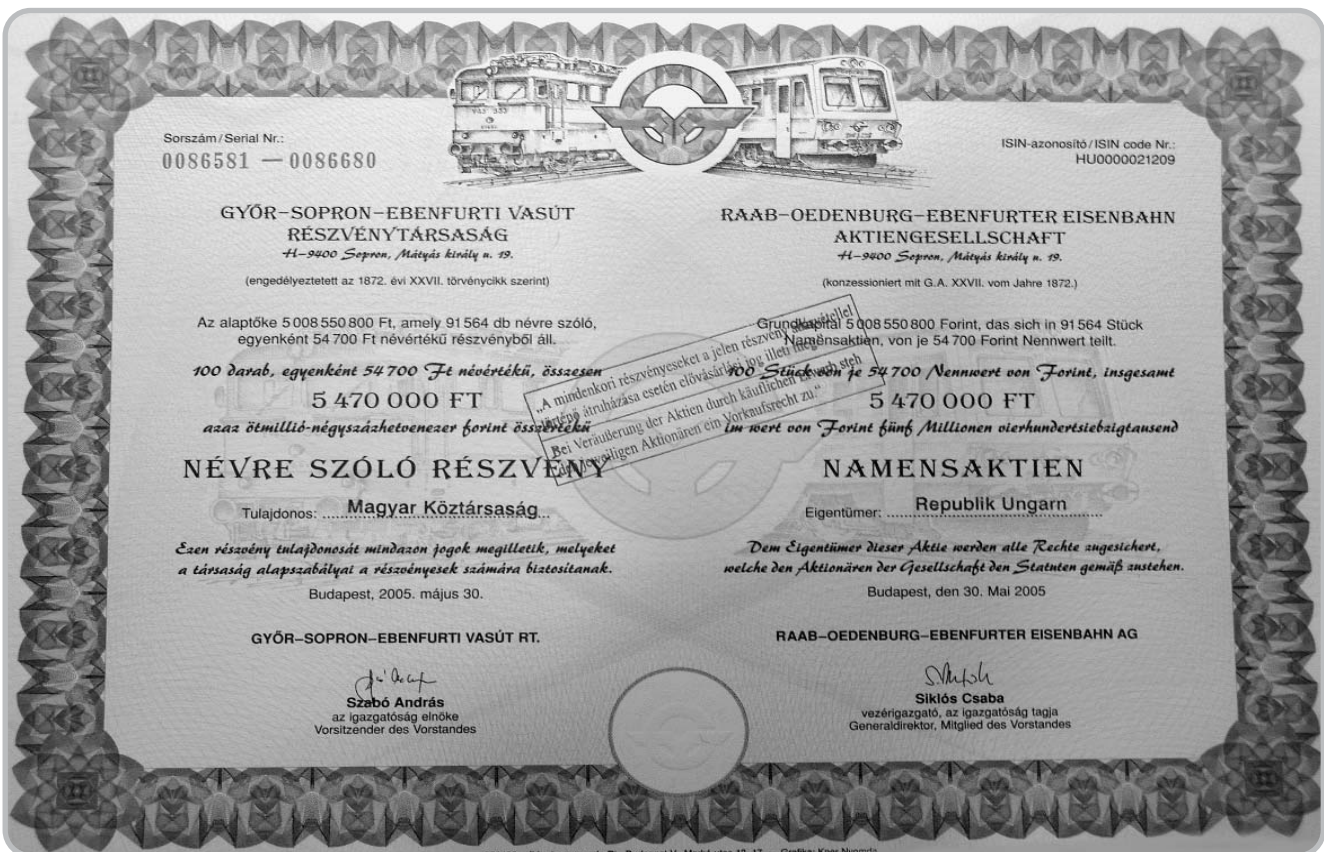 Sorszám/Serial Nr.:
0086581 — 0086680
ISIN-azonosító/ISIN code Nr.:
HU0000021209
GYŐR–SOPRON–EBENFURTI VASÚT
RÉSZVÉNYTÁRSASÁG
H–9400 Sopron, Mátyás király u. 19.
(engedélyeztetett az 1872. évi XXVII. törvénycikk szerint)
Az alaptőke 5 008 550 800 Ft, amely 91 564 db névre szóló,
egyenként 54 700 Ft névértékű részvényből áll.
100 darab, egyenként 54 700 Ft névértékű, összesen
5 470 000 FT
azaz ötmillió-négyszázhetvenezer forint összértékű
NÉVRE SZÓLÓ RÉSZVÉNY
Tulajdonos: Magyar Köztársaság
Ezen részvény tulajdonosát mindazon jogok megilletik, melyeket
a társaság alapszabályai a részvényesek számára biztosítanak.
Budapest, 2005. május 30.
GYŐR–SOPRON–EBENFURTI VASÚT RT.
Szabó András
az igazgatóság elnöke
Vorsitzender des Vorstandes
RAAB–OEDENBURG–EBENFURTER EISENBAHN
AKTIENGESELLSCHAFT
H–9400 Sopron, Mátyás király u. 19.
(konzessioniert mit G.A. XXVII. vom Jahre 1872.)
Grundkapital 5 008 550 800 Forint, das sich in 91 564 Stück
Namensaktien, von je 54 700 Forint Nennwert teilt.
100 Stück von je 54 700 Nennwert von Forint, insgesamt
5 470 000 FT
im wert von Forint fünf Millionen vierhundertsiebzigtausend
NAMENSAKTIEN
Eigentümer: Republik Ungarn
Dem Eigentümer dieser Aktie werden alle Rechte zugesichert,
welche den Aktionären der Gesellschaft den Statuten gemäß zustehen.
Budapest, den 30. Mai 2005
RAAB–OEDENBURG–EBENFURTER EISENBAHN AG
Siklós Csaba
vezérigazgató, az igazgatóság tagja
Generaldirektor, Mitglied des Vorstandes
„A mindenkori részvényeseket a jelen részvény
történő átruházása esetén elővásárlási jog illeti meg.
Bei Veräußerung der Aktien durch käuflichen Erwerb steh
den jeweiligen Aktionären ein Vorkaufsrecht zu.“